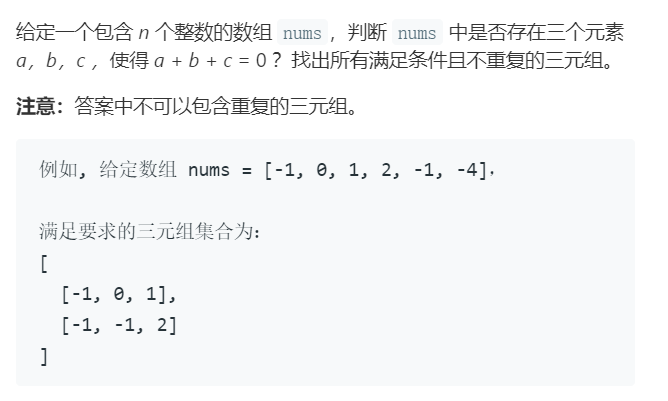 给定一个包含 n 个整数的数组 nums ，判断 nums 中是否存在三个元素
a，b，c ，使得 a + b + c = 0 ？找出所有满足条件且不重复的三元组。
注意：答案中不可以包含重复的三元组。
例如, 给定数组 nums = [-1, 0, 1, 2, -1, -4]，
满足要求的三元组集合为：
[
[-1, 0, 1],
[-1, -1, 2]
]